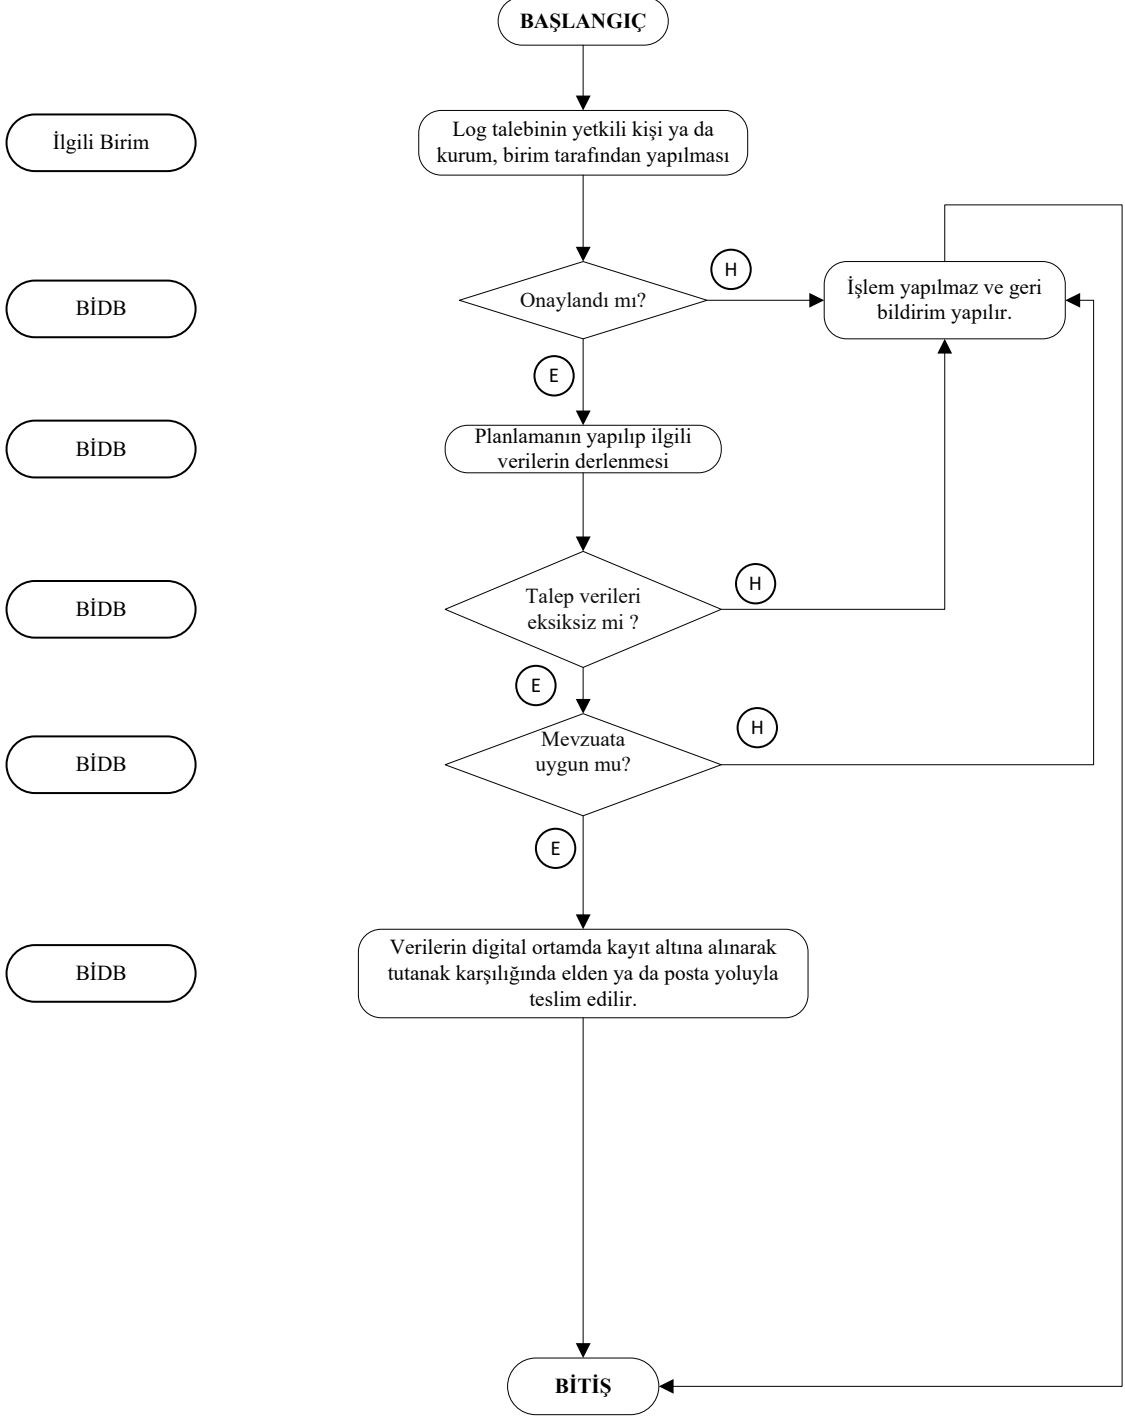 BAŞLANGIÇ
İlgili Birim
Log talebinin yetkili kişi ya da
kurum, birim tarafından yapılması
BİDB
Onaylandı mı?
H
İşlem yapılmaz ve geri
bildirim yapılır.
E
BİDB
Planlamanın yapılıp ilgili
verilerin derlenmesi
BİDB
Talep verileri
eksiksiz mi ?
H
E
BİDB
Mevzuata
uygun mu?
H
E
BİDB
Verilerin digital ortamda kayıt altına alınarak
tutanak karşılığında elden ya da posta yoluyla
teslim edilir.
BİTİŞ